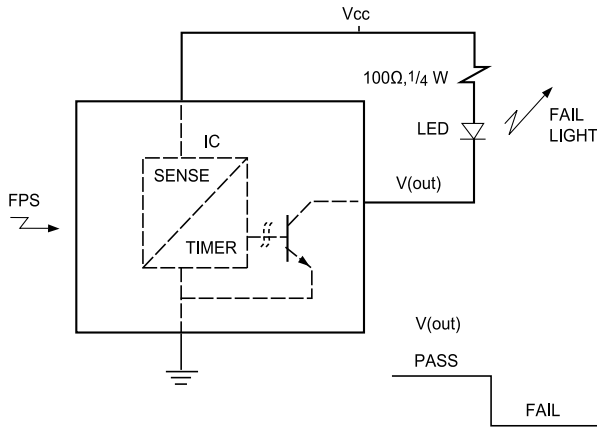 Vcc
100Ω,1/4 W
LED
FAIL
LIGHT
IC
SENSE
V(out)
FPS
TIMER
V(out)
PASS
FAIL